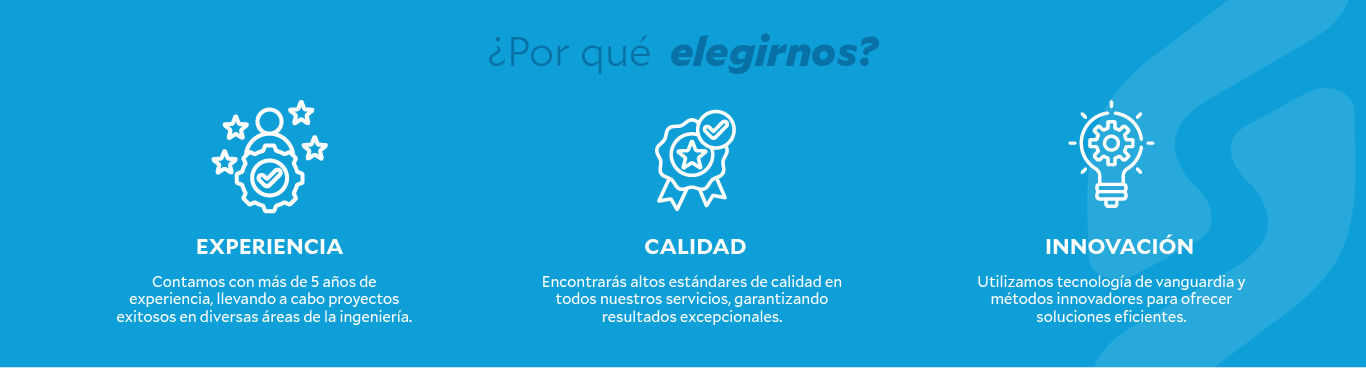 ¿Por qué elegirnos?
EXPERIENCIA
Contamos con más de 5 años de
experiencia, llevando a cabo proyectos
exitosos en diversas áreas de la ingeniería.
CALIDAD
Encontrarás altos estándares de calidad en
todos nuestros servicios, garantizando
resultados excepcionales.
INNOVACIÓN
Utilizamos tecnología de vanguardia y
métodos innovadores para ofrecer
soluciones eficientes.